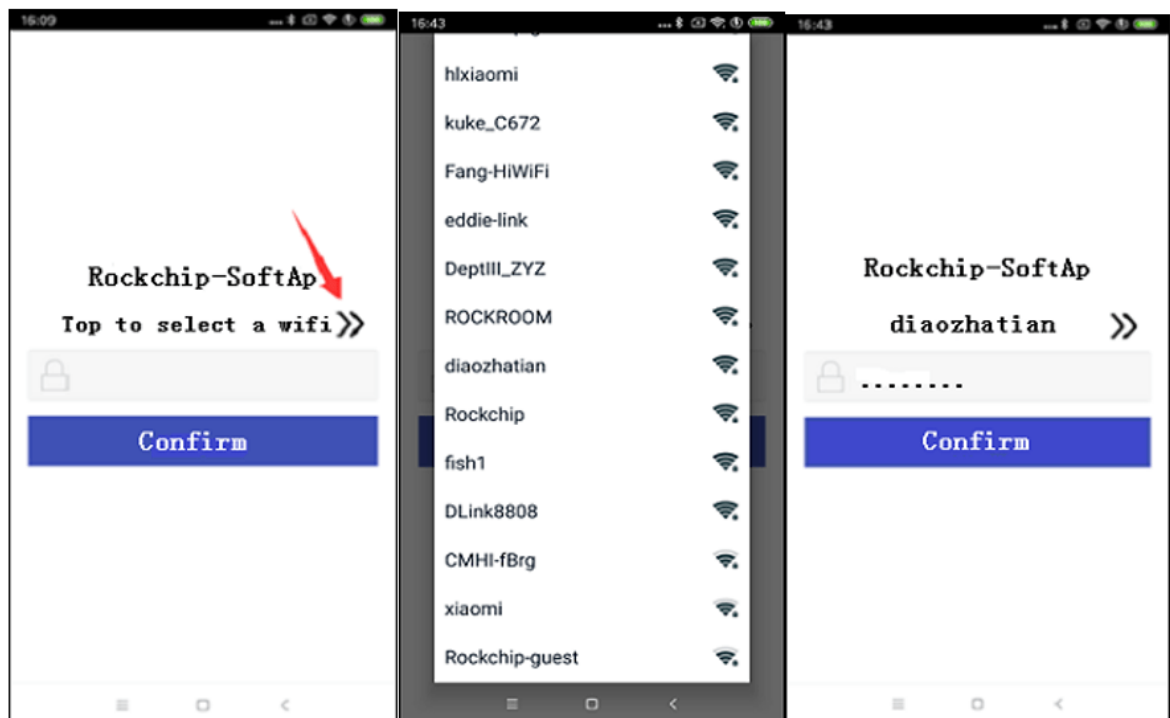 16:09
Rockchip-SoftAp
Top to select a wifi
Confirm
16:43
hlxiaomi
kuke_C672
Fang-HiWiFi
eddie-link
DeptIII_ZYZ
ROCKROOM
diaozhatian
Rockchip
fish1
DLink8808
CMHI-fBrg
xiaomi
Rockchip-guest
16:43
Rockchip-SoftAp
diaozhatian
........
Confirm